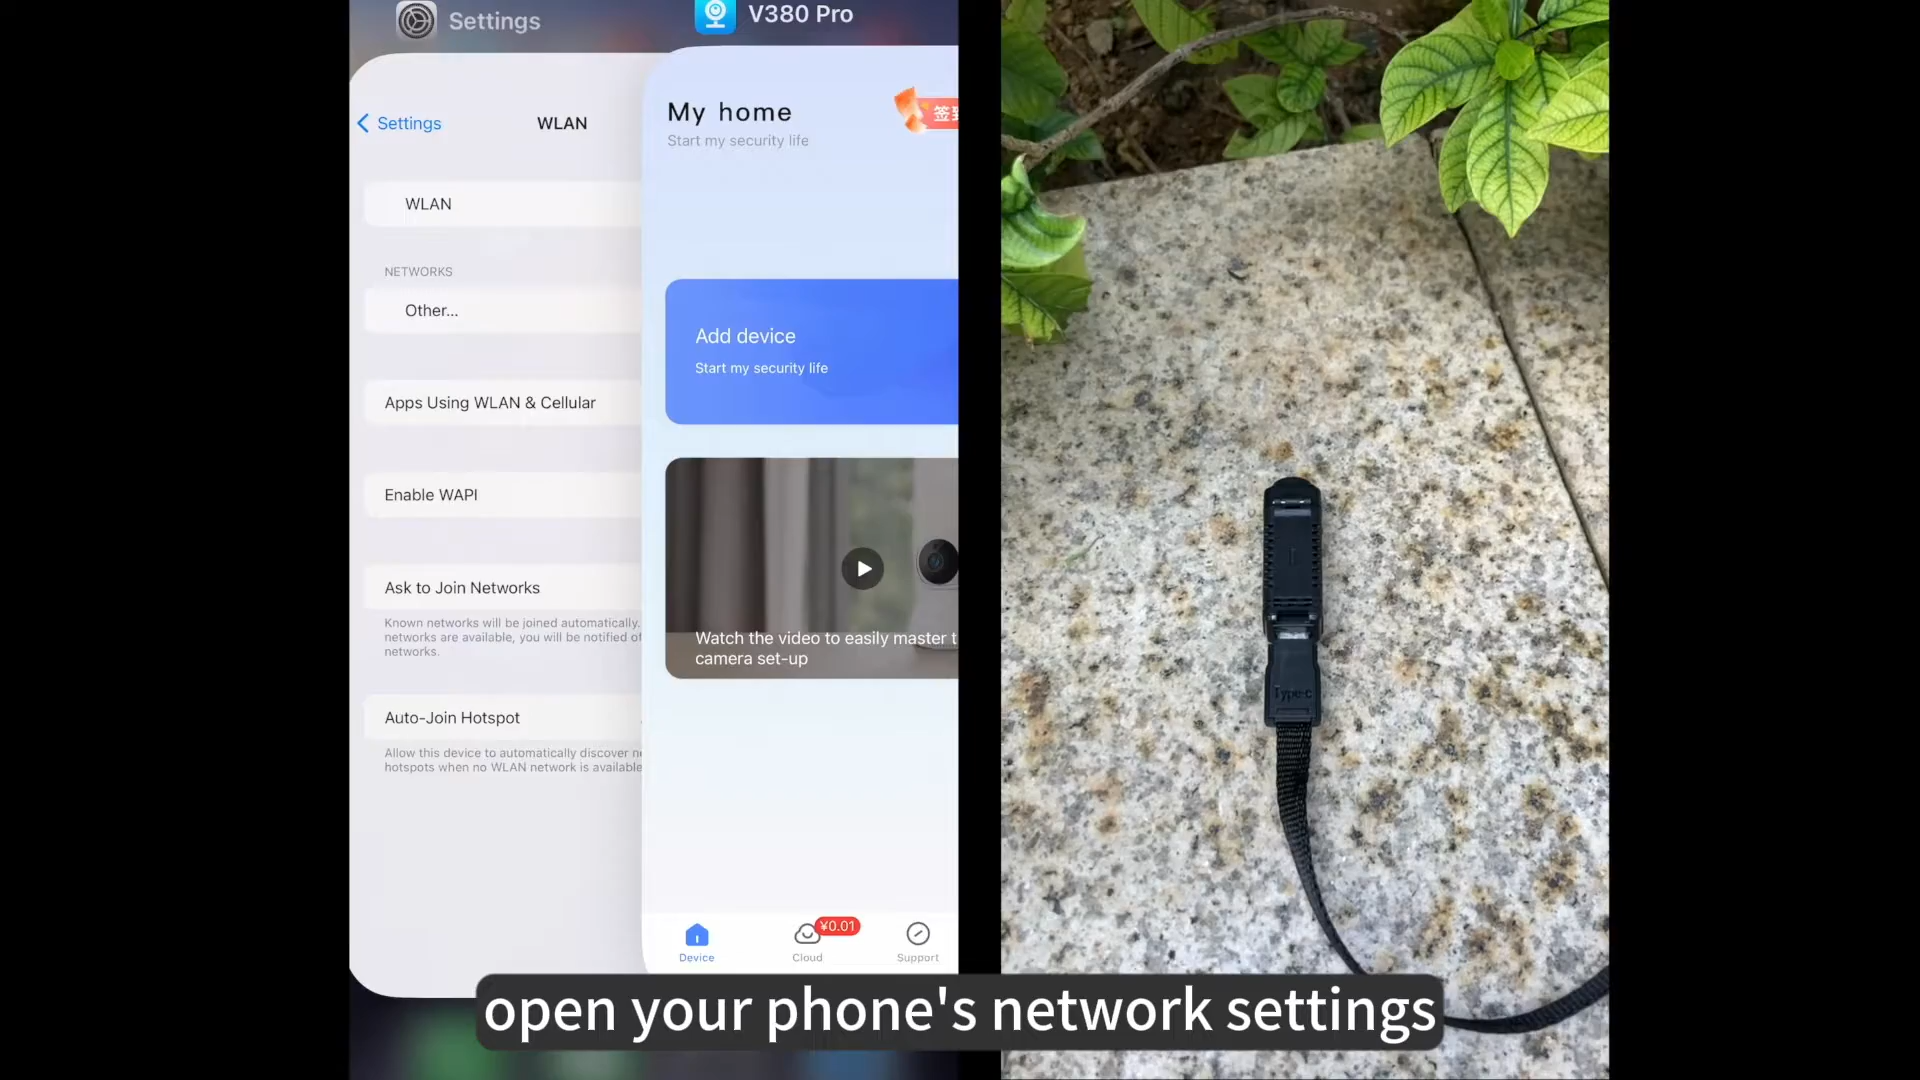 Settings
V380 Pro
Settings
WLAN
My home
Start my security life
WLAN
NETWORKS
Other...
Add device
Start my security life
Apps Using WLAN & Cellular
Enable WAPI
Ask to Join Networks
Known networks will be joined automatically.
networks are available, you will be notified of
networks.
Watch the video to easily master t
camera set-up
Auto-Join Hotspot
Allow this device to automatically discover ne
hotspots when no WLAN network is available
Type-c
¥0.01
Device
Cloud
Support
open your phone's network settings